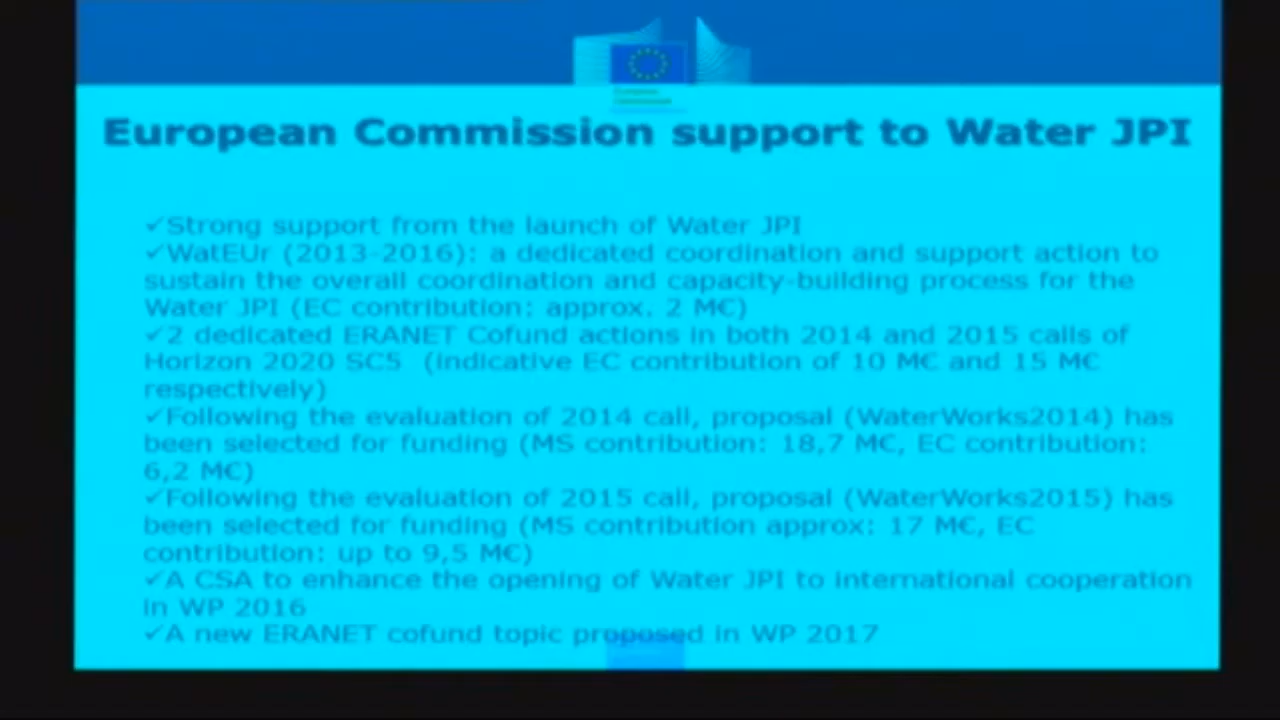 European
Commission
European Commission support to Water JPI
✓Strong support from the launch of Water JPI
✓WatEUr (2013-2016): a dedicated coordination and support action to
sustain the overall coordination and capacity-building process for the
Water JPI (EC contribution: approx. 2 M€)
✓2 dedicated ERANET Cofund actions in both 2014 and 2015 calls of
Horizon 2020 SC5 (indicative EC contribution of 10 M€ and 15 M€
respectively)
✓Following the evaluation of 2014 call, proposal (WaterWorks2014) has
been selected for funding (MS contribution: 18,7 M€, EC contribution:
6,2 M€)
✓Following the evaluation of 2015 call, proposal (WaterWorks2015) has
been selected for funding (MS contribution approx: 17 M€, EC
contribution: up to 9,5 M€)
✓A CSA to enhance the opening of Water JPI to international cooperation
in WP 2016
✓A new ERANET cofund topic proposed in WP 2017